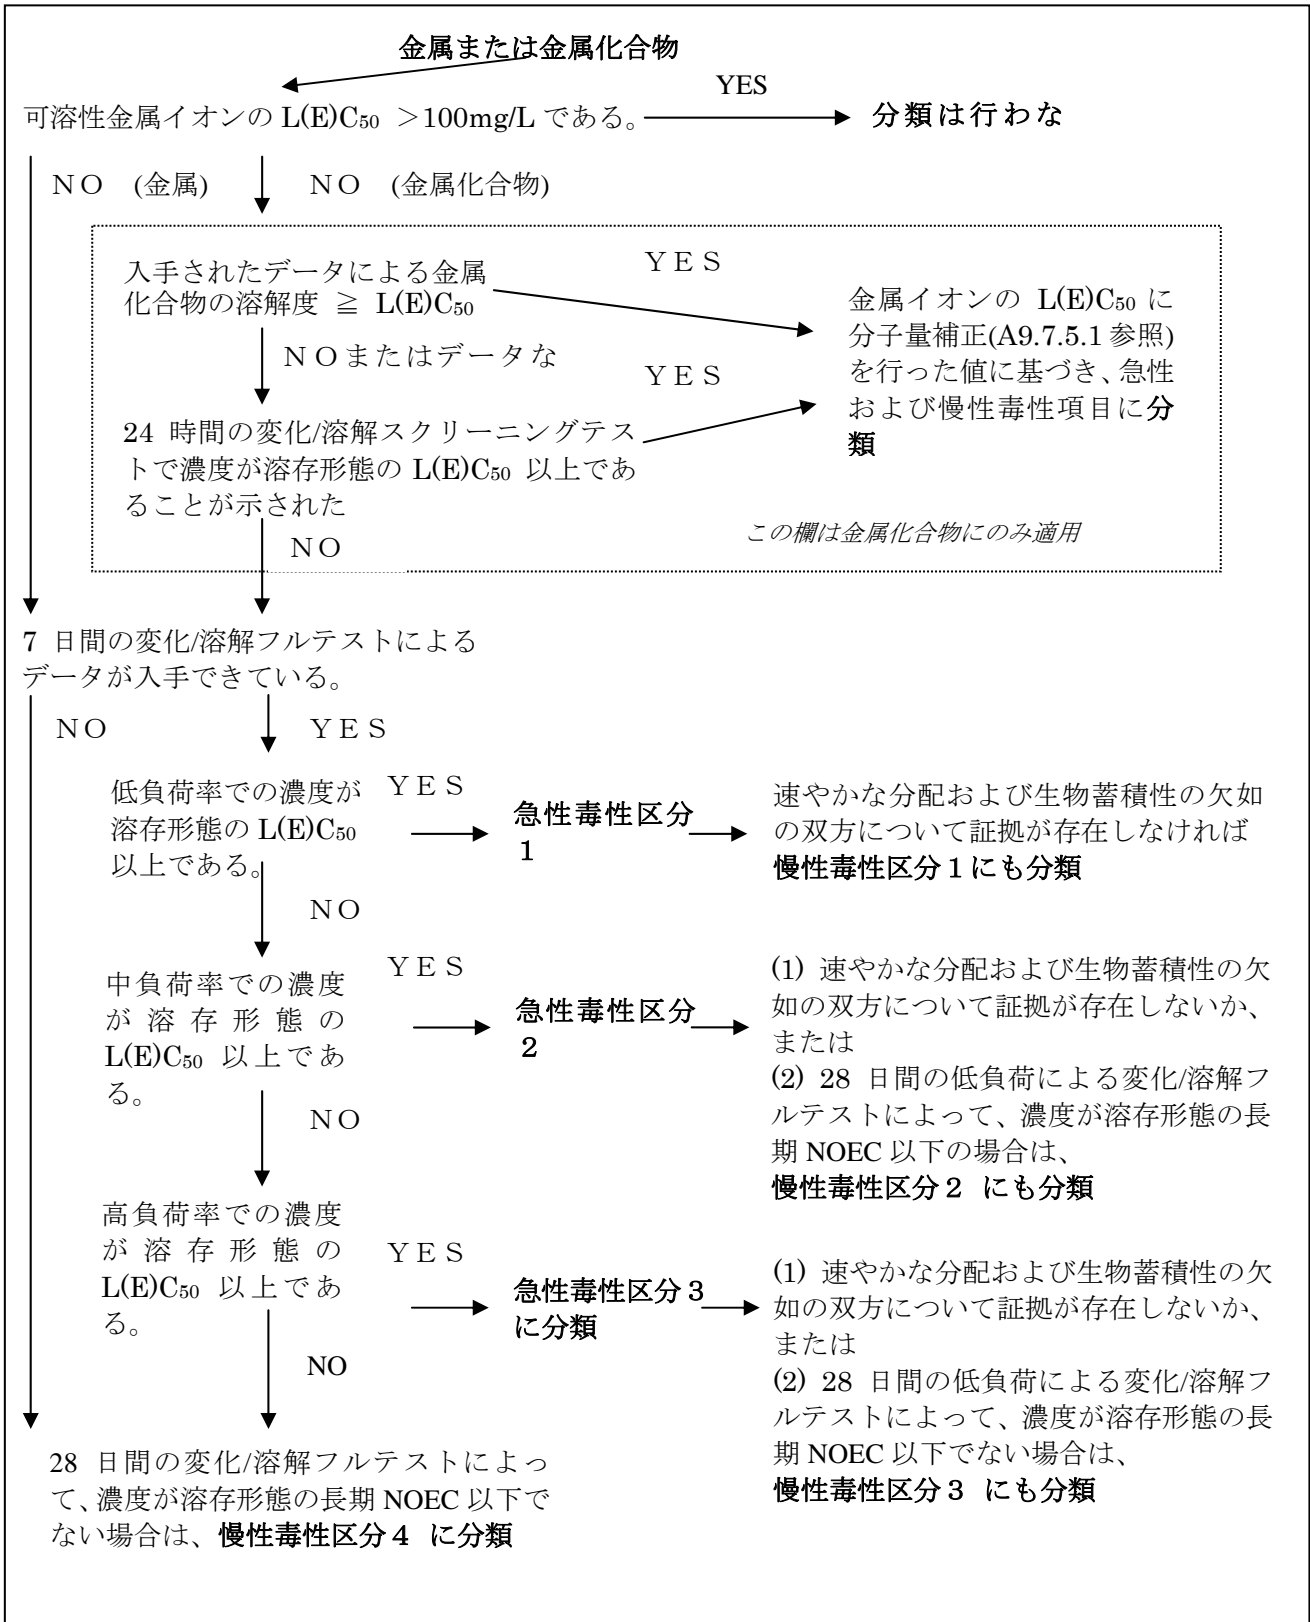 金属または金属化合物
YES
可溶性金属イオンの L(E)C₅₀ ＞100mg/L である。
分類は行わな
ＮＯ (金属)
ＮＯ (金属化合物)
入手されたデータによる金属
化合物の溶解度 ≧ L(E)C₅₀
ＹＥＳ
金属イオンの L(E)C₅₀ に
分子量補正(A9.7.5.1 参照)
を行った値に基づき、急性
および慢性毒性項目に分
類
ＮＯまたはデータな
ＹＥＳ
24 時間の変化/溶解スクリーニングテス
トで濃度が溶存形態の L(E)C₅₀ 以上であ
ることが示された
この欄は金属化合物にのみ適用
ＮＯ
7 日間の変化/溶解フルテストによる
データが入手できている。
ＮＯ
ＹＥＳ
低負荷率での濃度が
溶存形態の L(E)C₅₀
以上である。
ＹＥＳ
急性毒性区分
１
速やかな分配および生物蓄積性の欠如
の双方について証拠が存在しなければ
慢性毒性区分１にも分類
ＮＯ
中負荷率での濃度
が溶存形態の
L(E)C₅₀ 以上であ
る。
ＹＥＳ
急性毒性区分
２
(1) 速やかな分配および生物蓄積性の欠
如の双方について証拠が存在しないか、
または
(2) 28 日間の低負荷による変化/溶解フ
ルテストによって、濃度が溶存形態の長
期 NOEC 以下の場合は、
慢性毒性区分２ にも分類
ＮＯ
高負荷率での濃度
が溶存形態の
L(E)C₅₀ 以上であ
る。
ＹＥＳ
急性毒性区分３
に分類
(1) 速やかな分配および生物蓄積性の欠
如の双方について証拠が存在しないか、
または
(2) 28 日間の低負荷による変化/溶解フ
ルテストによって、濃度が溶存形態の長
期 NOEC 以下でない場合は、
慢性毒性区分３ にも分類
NO
28 日間の変化/溶解フルテストによっ
て、濃度が溶存形態の長期 NOEC 以下で
ない場合は、慢性毒性区分４ に分類